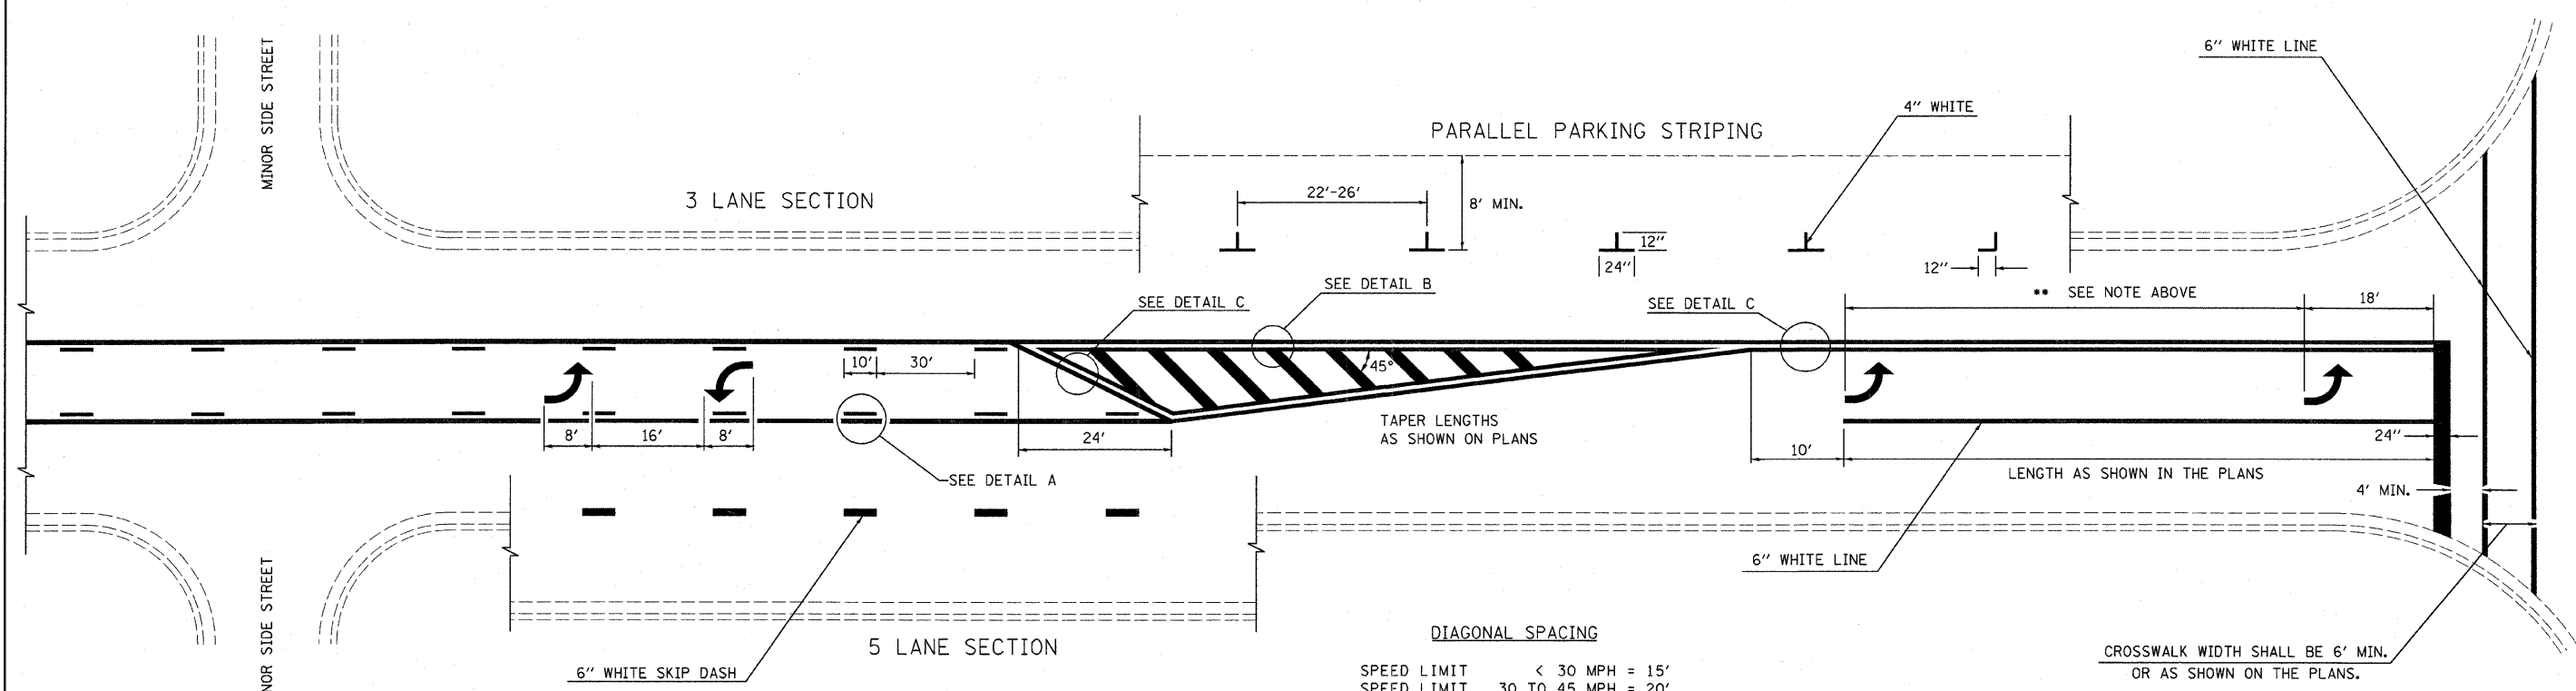 6" WHITE LINE
MINOR SIDE STREET
4" WHITE
PARALLEL PARKING STRIPING
3 LANE SECTION
22'-26'
8' MIN.
12"
24"
12"
SEE DETAIL B
SEE DETAIL C
SEE DETAIL C
** SEE NOTE ABOVE
18'
10'
30'
45°
TAPER LENGTHS
AS SHOWN ON PLANS
8'
16'
8'
24'
10'
24"
SEE DETAIL A
LENGTH AS SHOWN IN THE PLANS
4' MIN.
6" WHITE LINE
NOR SIDE STREET
5 LANE SECTION
6" WHITE SKIP DASH
DIAGONAL SPACING
SPEED LIMIT < 30 MPH = 15'
SPEED LIMIT 30 TO 45 MPH = 20'
CROSSWALK WIDTH SHALL BE 6' MIN.
OR AS SHOWN ON THE PLANS.